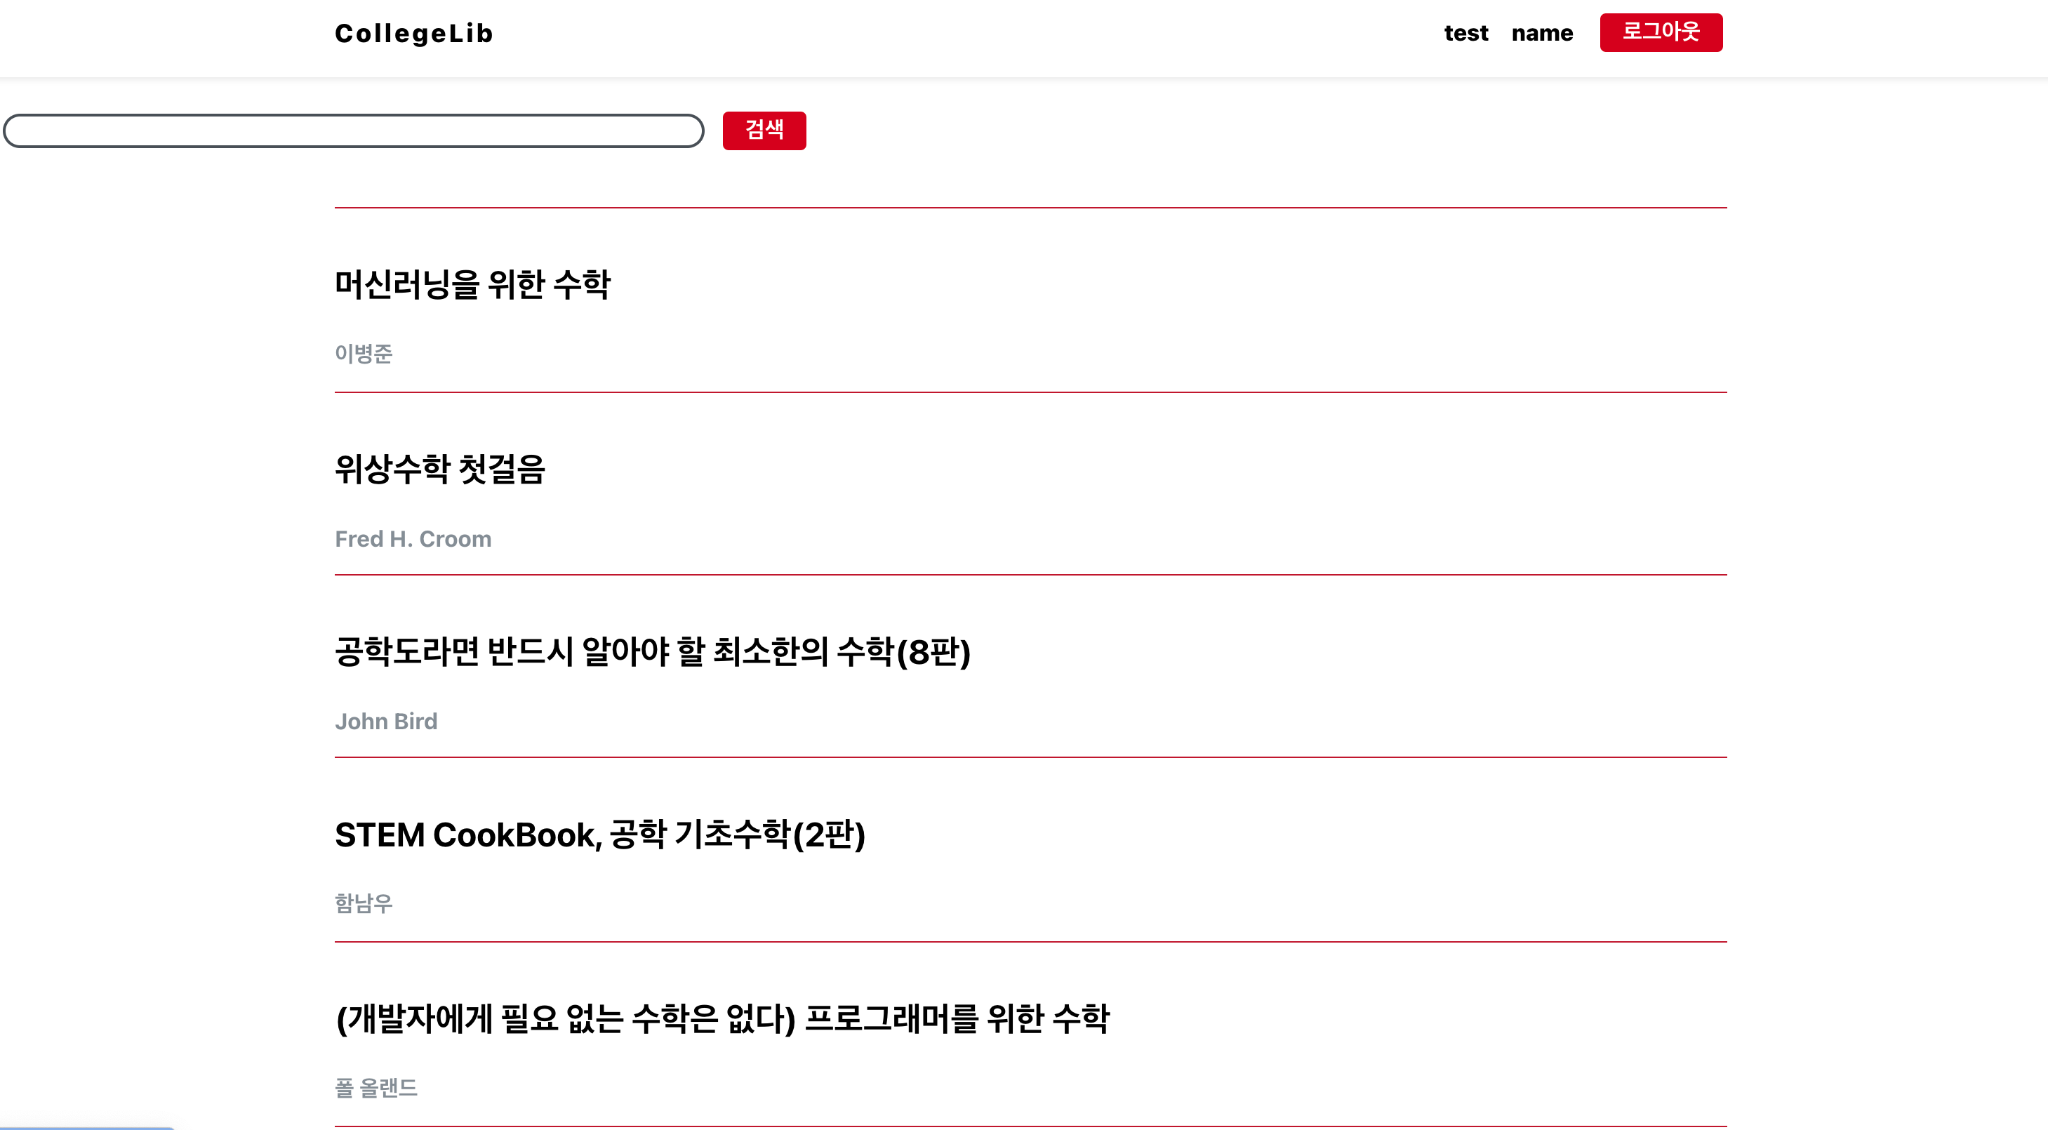 CollegeLib
test name 로그아웃
검색
머신러닝을 위한 수학
이병준
위상수학 첫걸음
Fred H. Croom
공학도라면 반드시 알아야 할 최소한의 수학(8판)
John Bird
STEM CookBook, 공학 기초수학(2판)
함남우
(개발자에게 필요 없는 수학은 없다) 프로그래머를 위한 수학
폴 올랜드